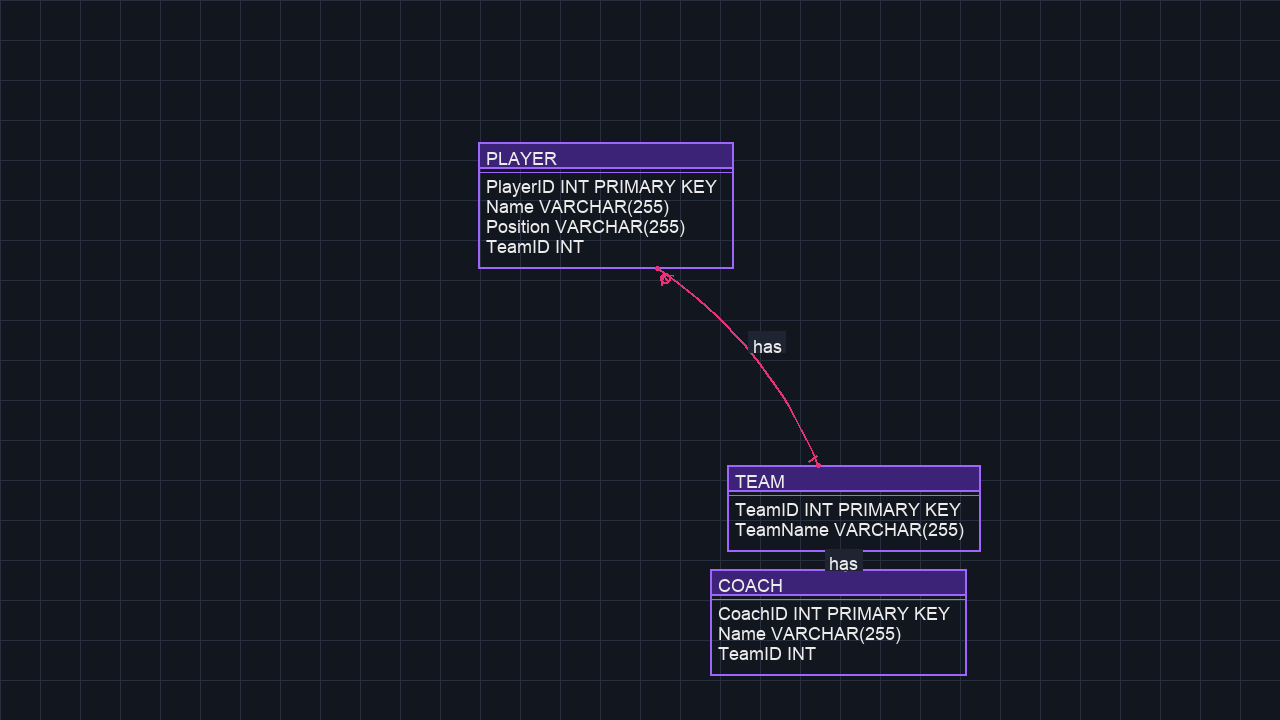 PLAYER
PlayerID INT PRIMARY KEY
Name VARCHAR(255)
Position VARCHAR(255)
TeamID INT
has
TEAM
TeamID INT PRIMARY KEY
TeamName VARCHAR(255)
has
COACH
CoachID INT PRIMARY KEY
Name VARCHAR(255)
TeamID INT